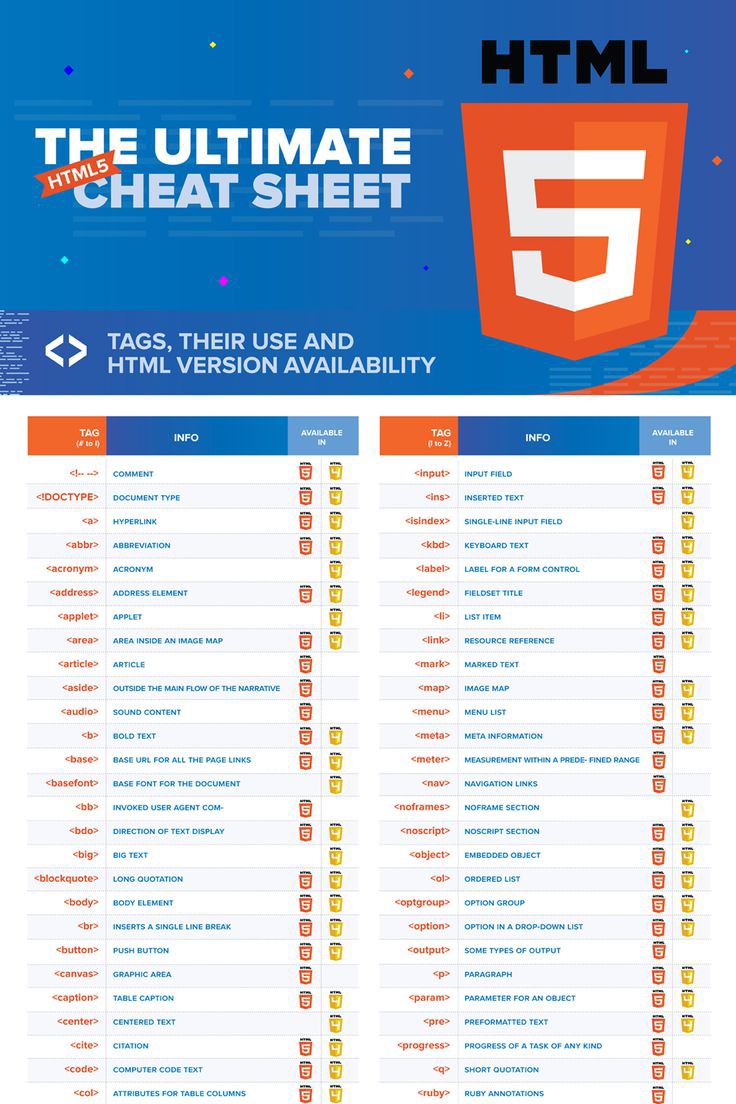 HTML
5
THE ULTIMATE
HTML5
CHEAT SHEET
<> TAGS, THEIR USE AND
HTML VERSION AVAILABILITY
TAG
(# to I)
INFO
AVAILABLE
IN
<!-- --> COMMENT HTML 5 HTML 4
<!DOCTYPE> DOCUMENT TYPE HTML 5 HTML 4
<a> HYPERLINK HTML 5 HTML 4
<abbr> ABBREVIATION HTML 5 HTML 4
<acronym> ACRONYM HTML 4
<address> ADDRESS ELEMENT HTML 5 HTML 4
<applet> APPLET HTML 4
<area> AREA INSIDE AN IMAGE MAP HTML 5 HTML 4
<article> ARTICLE HTML 5
<aside> OUTSIDE THE MAIN FLOW OF THE NARRATIVE HTML 5
<audio> SOUND CONTENT HTML 5
<b> BOLD TEXT HTML 5 HTML 4
<base> BASE URL FOR ALL THE PAGE LINKS HTML 5 HTML 4
<basefont> BASE FONT FOR THE DOCUMENT HTML 4
<bb> INVOKED USER AGENT COM- HTML 5
<bdo> DIRECTION OF TEXT DISPLAY HTML 5 HTML 4
<big> BIG TEXT HTML 4
<blockquote> LONG QUOTATION HTML 5 HTML 4
<body> BODY ELEMENT HTML 5 HTML 4
<br> INSERTS A SINGLE LINE BREAK HTML 5 HTML 4
<button> PUSH BUTTON HTML 5 HTML 4
<canvas> GRAPHIC AREA HTML 5
<caption> TABLE CAPTION HTML 5 HTML 4
<center> CENTERED TEXT HTML 4
<cite> CITATION HTML 5 HTML 4
<code> COMPUTER CODE TEXT HTML 5 HTML 4
<col> ATTRIBUTES FOR TABLE COLUMNS HTML 5 HTML 4
TAG
(I to Z)
INFO
AVAILABLE
IN
<input> INPUT FIELD HTML 5 HTML 4
<ins> INSERTED TEXT HTML 5 HTML 4
<isindex> SINGLE-LINE INPUT FIELD HTML 4
<kbd> KEYBOARD TEXT HTML 5 HTML 4
<label> LABEL FOR A FORM CONTROL HTML 5 HTML 4
<legend> FIELDSET TITLE HTML 5 HTML 4
<li> LIST ITEM HTML 5 HTML 4
<link> RESOURCE REFERENCE HTML 5 HTML 4
<mark> MARKED TEXT HTML 5
<map> IMAGE MAP HTML 5 HTML 4
<menu> MENU LIST HTML 5 HTML 4
<meta> META INFORMATION HTML 5 HTML 4
<meter> MEASUREMENT WITHIN A PREDE- FINED RANGE HTML 5
<nav> NAVIGATION LINKS HTML 5
<noframes> NOFRAME SECTION HTML 4
<noscript> NOSCRIPT SECTION HTML 5 HTML 4
<object> EMBEDDED OBJECT HTML 5 HTML 4
<ol> ORDERED LIST HTML 5 HTML 4
<optgroup> OPTION GROUP HTML 5 HTML 4
<option> OPTION IN A DROP-DOWN LIST HTML 5 HTML 4
<output> SOME TYPES OF OUTPUT HTML 5
<p> PARAGRAPH HTML 5 HTML 4
<param> PARAMETER FOR AN OBJECT HTML 5 HTML 4
<pre> PREFORMATTED TEXT HTML 5 HTML 4
<progress> PROGRESS OF A TASK OF ANY KIND HTML 5
<q> SHORT QUOTATION HTML 5 HTML 4
<ruby> RUBY ANNOTATIONS HTML 5